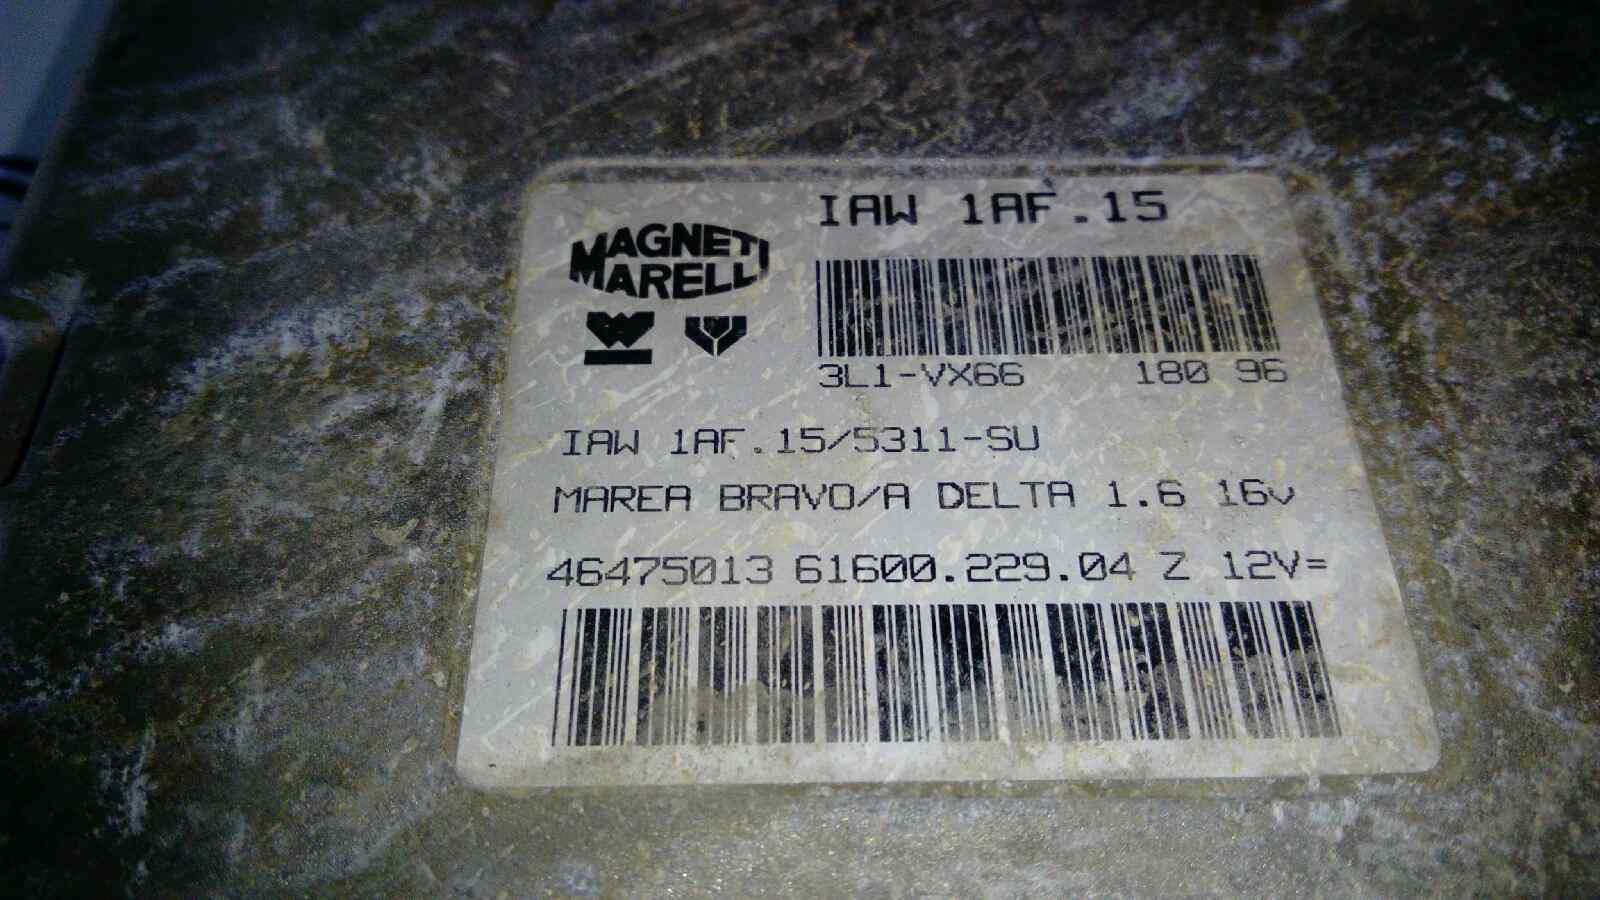 IAW 1AF.15
MAGNETI
MARELLI
3L1-VX66 180 96
IAW 1AF.15/5311-SU
MAREA BRAVO/A DELTA 1.6 16v
46475013 61600.229.04 Z 12V=